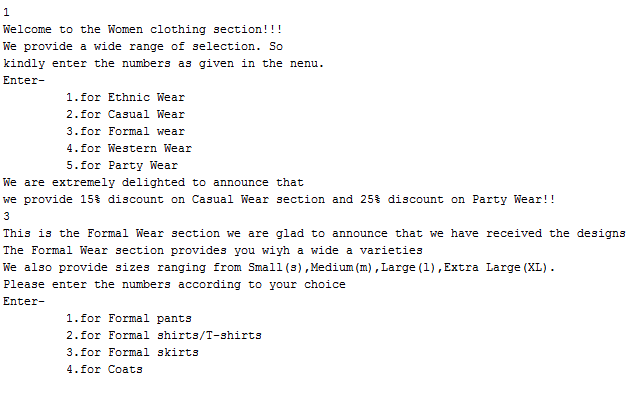 1
Welcome to the Women clothing section!!!
We provide a wide range of selection. So
kindly enter the numbers as given in the nenu.
Enter-
1.for Ethnic Wear
2.for Casual Wear
3.for Formal wear
4.for Western Wear
5.for Party Wear
We are extremely delighted to announce that
we provide 15% discount on Casual Wear section and 25% discount on Party Wear!!
3
This is the Formal Wear section we are glad to announce that we have received the designs
The Formal Wear section provides you wiyh a wide a varieties
We also provide sizes ranging from Small(s),Medium(m),Large(l),Extra Large(XL).
Please enter the numbers according to your choice
Enter-
1.for Formal pants
2.for Formal shirts/T-shirts
3.for Formal skirts
4.for Coats